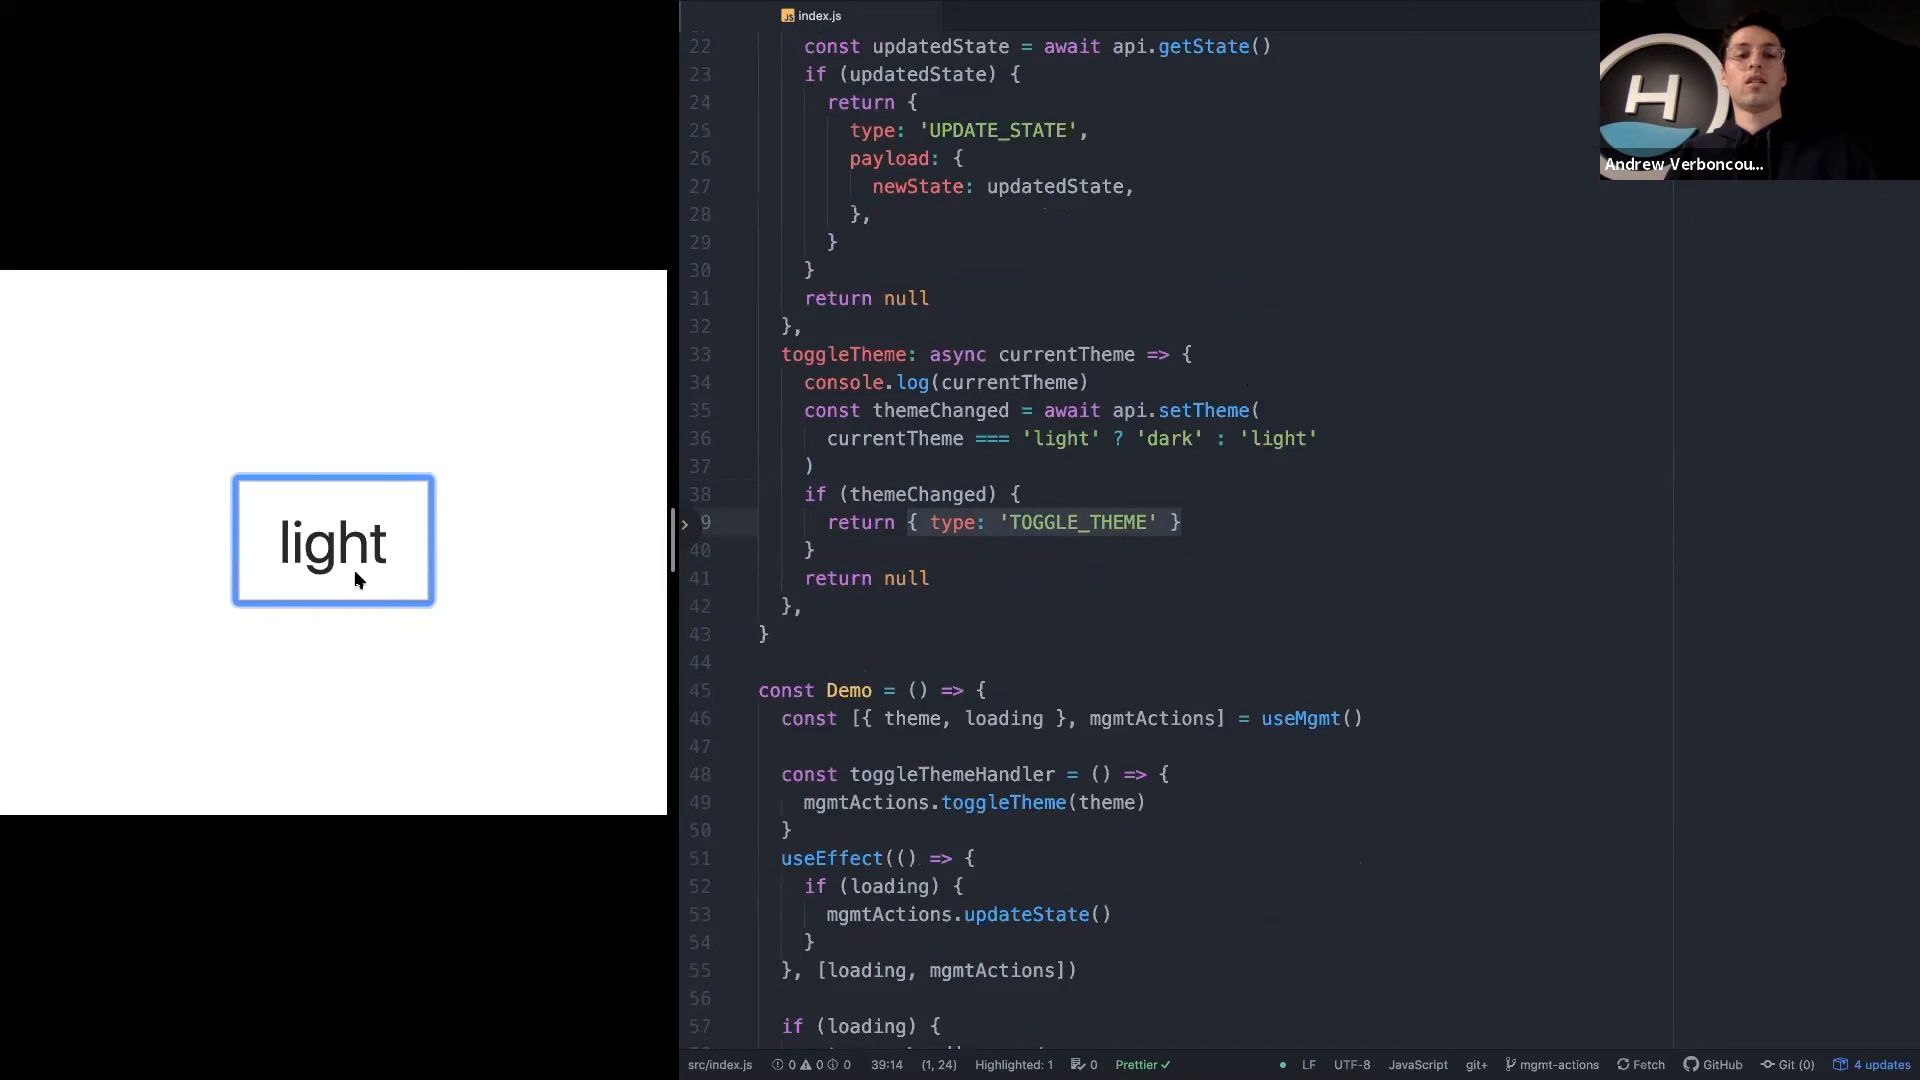 index.js
22 const updatedState = await api.getState()
23 if (updatedState) {
24 return {
25 type: 'UPDATE_STATE',
26 payload: {
27 newState: updatedState,
28 },
29 }
30 }
31 return null
32 },
33 toggleTheme: async currentTheme => {
34 console.log(currentTheme)
35 const themeChanged = await api.setTheme(
36 currentTheme === 'light' ? 'dark' : 'light'
37 )
38 if (themeChanged) {
9 return { type: 'TOGGLE_THEME' }
40 }
41 return null
42 },
43 }
44
45 const Demo = () => {
46 const [{ theme, loading }, mgmtActions] = useMgmt()
47
48 const toggleThemeHandler = () => {
49 mgmtActions.toggleTheme(theme)
50 }
51 useEffect(() => {
52 if (loading) {
53 mgmtActions.updateState()
54 }
55 }, [loading, mgmtActions])
56
57 if (loading) {
light
H
Andrew Verboncou...
src/index.js 0 0 0 39:14 (1, 24) Highlighted: 1 0 Prettier ✓ LF UTF-8 JavaScript git+ mgmt-actions Fetch GitHub Git (0) 4 updates